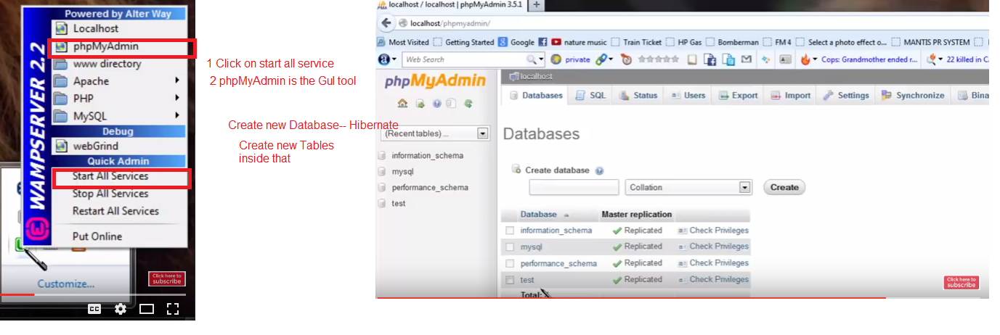 Powered by Alter Way
Localhost
phpMyAdmin
www directory
Apache
PHP
MySQL
Debug
webGrind
Quick Admin
Start All Services
Stop All Services
Restart All Services
Put Online
WAMPSERVER 2.2
Customize...
Click here to
subscribe
CC
1 Click on start all service
2 phpMyAdmin is the GuI tool
Create new Database-- Hibernate
Create new Tables
inside that
localhost / localhost | phpMyAdmin 3.5.1
localhost/phpmyadmin/
Most Visited Getting Started Google nature music Train Ticket HP Gas Bomberman FM 4 Select a photo effect o... MANTIS PR SYSTEM
Web Search private Cops: Grandmother ended r... 22 killed in C
phpMyAdmin
(Recent tables) ...
information_schema
mysql
performance_schema
test
localhost
Databases SQL Status Users Export Import Settings Synchronize Bina
Databases
Create database
Collation Create
Database Master replication
information_schema Replicated Check Privileges
mysql Replicated Check Privileges
performance_schema Replicated Check Privileges
test Replicated Check Privileges
Total:
Click here to
subscribe